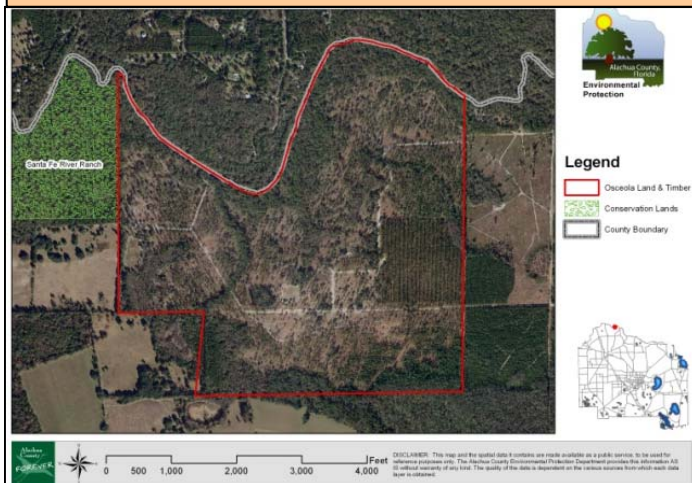 Santa Fe River Ranch
Alachua County,
Florida
Environmental
Protection
Legend
Osceola Land & Timber
Conservation Lands
County Boundary
Alachua
County
FOREVER
0 500 1,000 2,000 3,000 4,000
Feet
DISCLAIMER: This map and the spatial data it contains are made available as a public service, to be used for
reference purposes only. The Alachua County Environmental Protection Department provides this information AS
IS without warranty of any kind. The quality of the data is dependent on the various sources from which each data
layer is obtained.